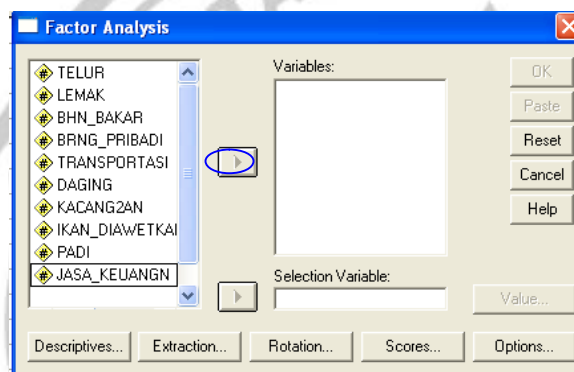 Factor Analysis
TELUR
LEMAK
BHN_BAKAR
BRNG_PRIBADI
TRANSPORTASI
DAGING
KACANG2AN
IKAN_DIAWETKAI
PADI
JASA_KEUANGN
Variables:
Selection Variable:
OK
Paste
Reset
Cancel
Help
Value...
Descriptives... Extraction... Rotation... Scores... Options...